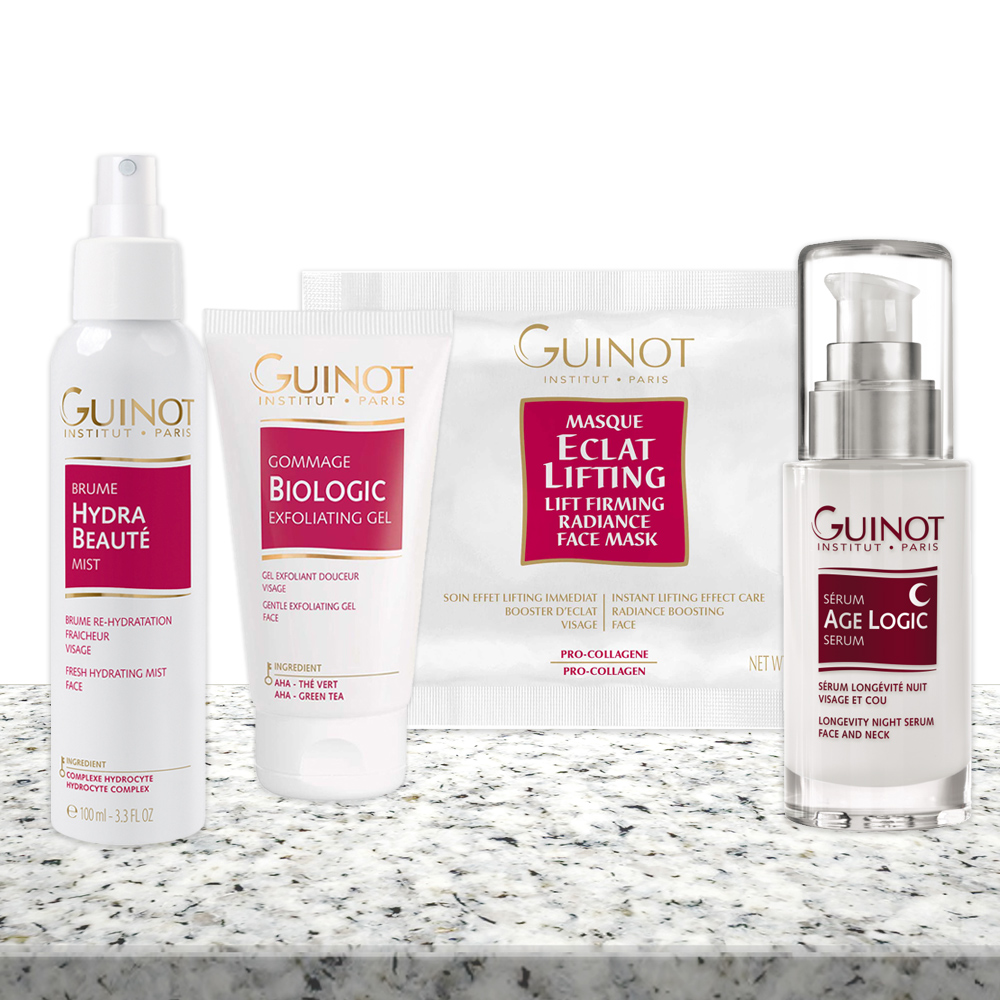 GUINOT
INSTITUT • PARIS
BRUME
HYDRA
BEAUTÉ
MIST
BRUME RE-HYDRATATION
FRAICHEUR
VISAGE
FRESH HYDRATING MIST
FACE
INGREDIENT
COMPLEXE HYDROCYTE
HYDROCYTE COMPLEX
℮ 100 ml - 3.3 FL OZ
GUINOT
INSTITUT • PARIS
GOMMAGE
BIOLOGIC
EXFOLIATING GEL
GEL EXFOLIANT DOUCEUR
VISAGE
GENTLE EXFOLIATING GEL
FACE
INGREDIENT
AHA - THÉ VERT
AHA - GREEN TEA
GUINOT
INSTITUT • PARIS
MASQUE
ECLAT
LIFTING
LIFT FIRMING
RADIANCE
FACE MASK
SOIN EFFET LIFTING IMMEDIAT
BOOSTER D'ECLAT
VISAGE
INSTANT LIFTING EFFECT CARE
RADIANCE BOOSTING
FACE
PRO-COLLAGENE
PRO-COLLAGEN
NET
GUINOT
INSTITUT • PARIS
SÉRUM
AGE LOGIC
SERUM
SÉRUM LONGÉVITÉ NUIT
VISAGE ET COU
LONGEVITY NIGHT SERUM
FACE AND NECK